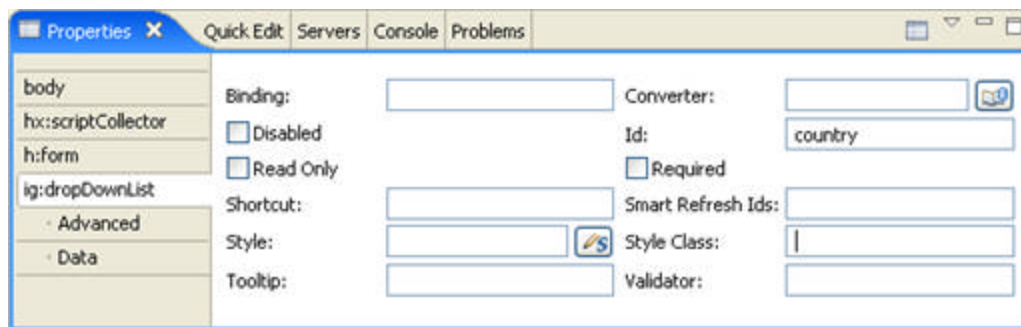 Properties Quick Edit Servers Console Problems
body
hx:scriptCollector
h:form
ig:dropDownList
Advanced
Data
Binding: Converter:
Disabled Id: country
Read Only Required
Shortcut: Smart Refresh Ids:
Style: Style Class:
Tooltip: Validator: